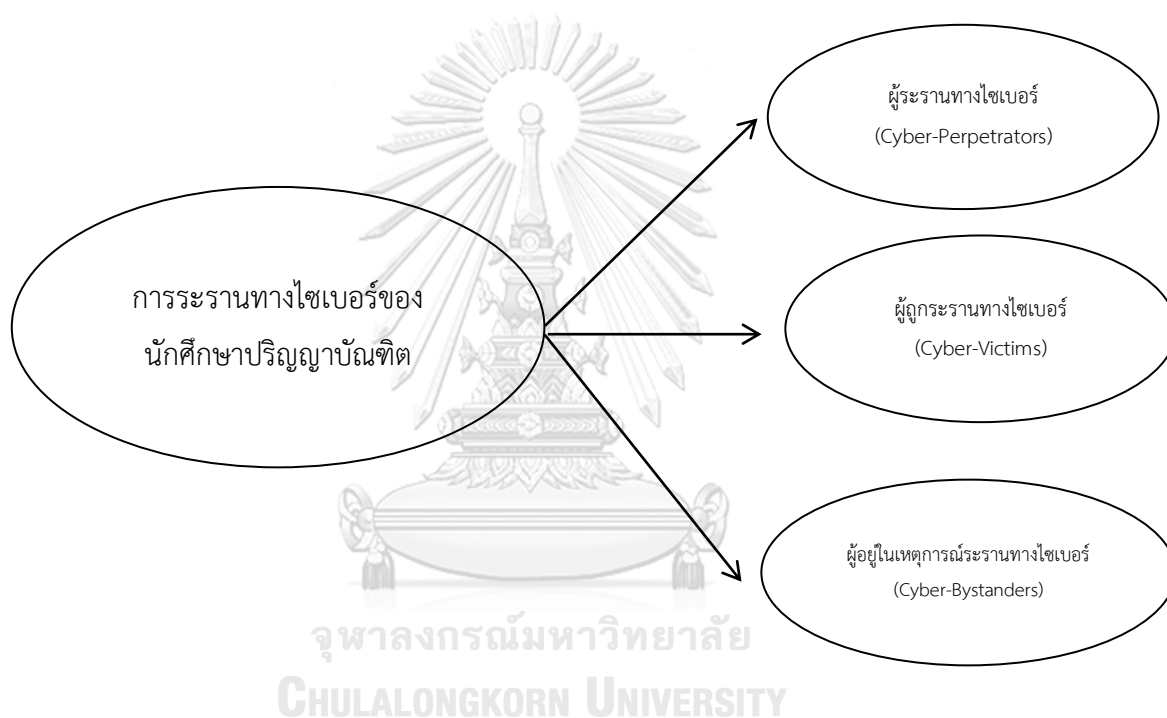 ผู้ระรานทางไซเบอร์
(Cyber-Perpetrators)
การระรานทางไซเบอร์ของ
นักศึกษาปริญญาบัณฑิต
ผู้ถูกระรานทางไซเบอร์
(Cyber-Victims)
ผู้อยู่ในเหตุการณ์ระรานทางไซเบอร์
(Cyber-Bystanders)
จุฬาลงกรณ์มหาวิทยาลัย
CHULALONGKORN UNIVERSITY